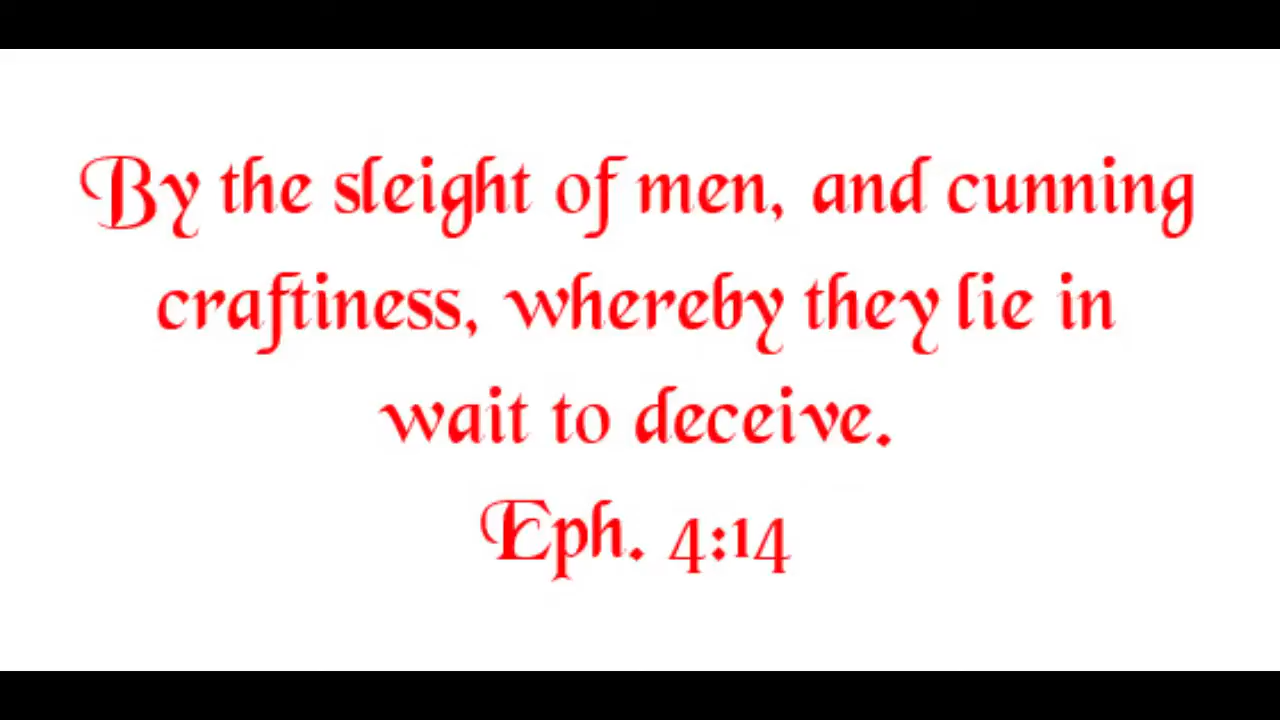 By the sleight of men, and cunning
craftiness, whereby they lie in
wait to deceive.
Eph. 4:14